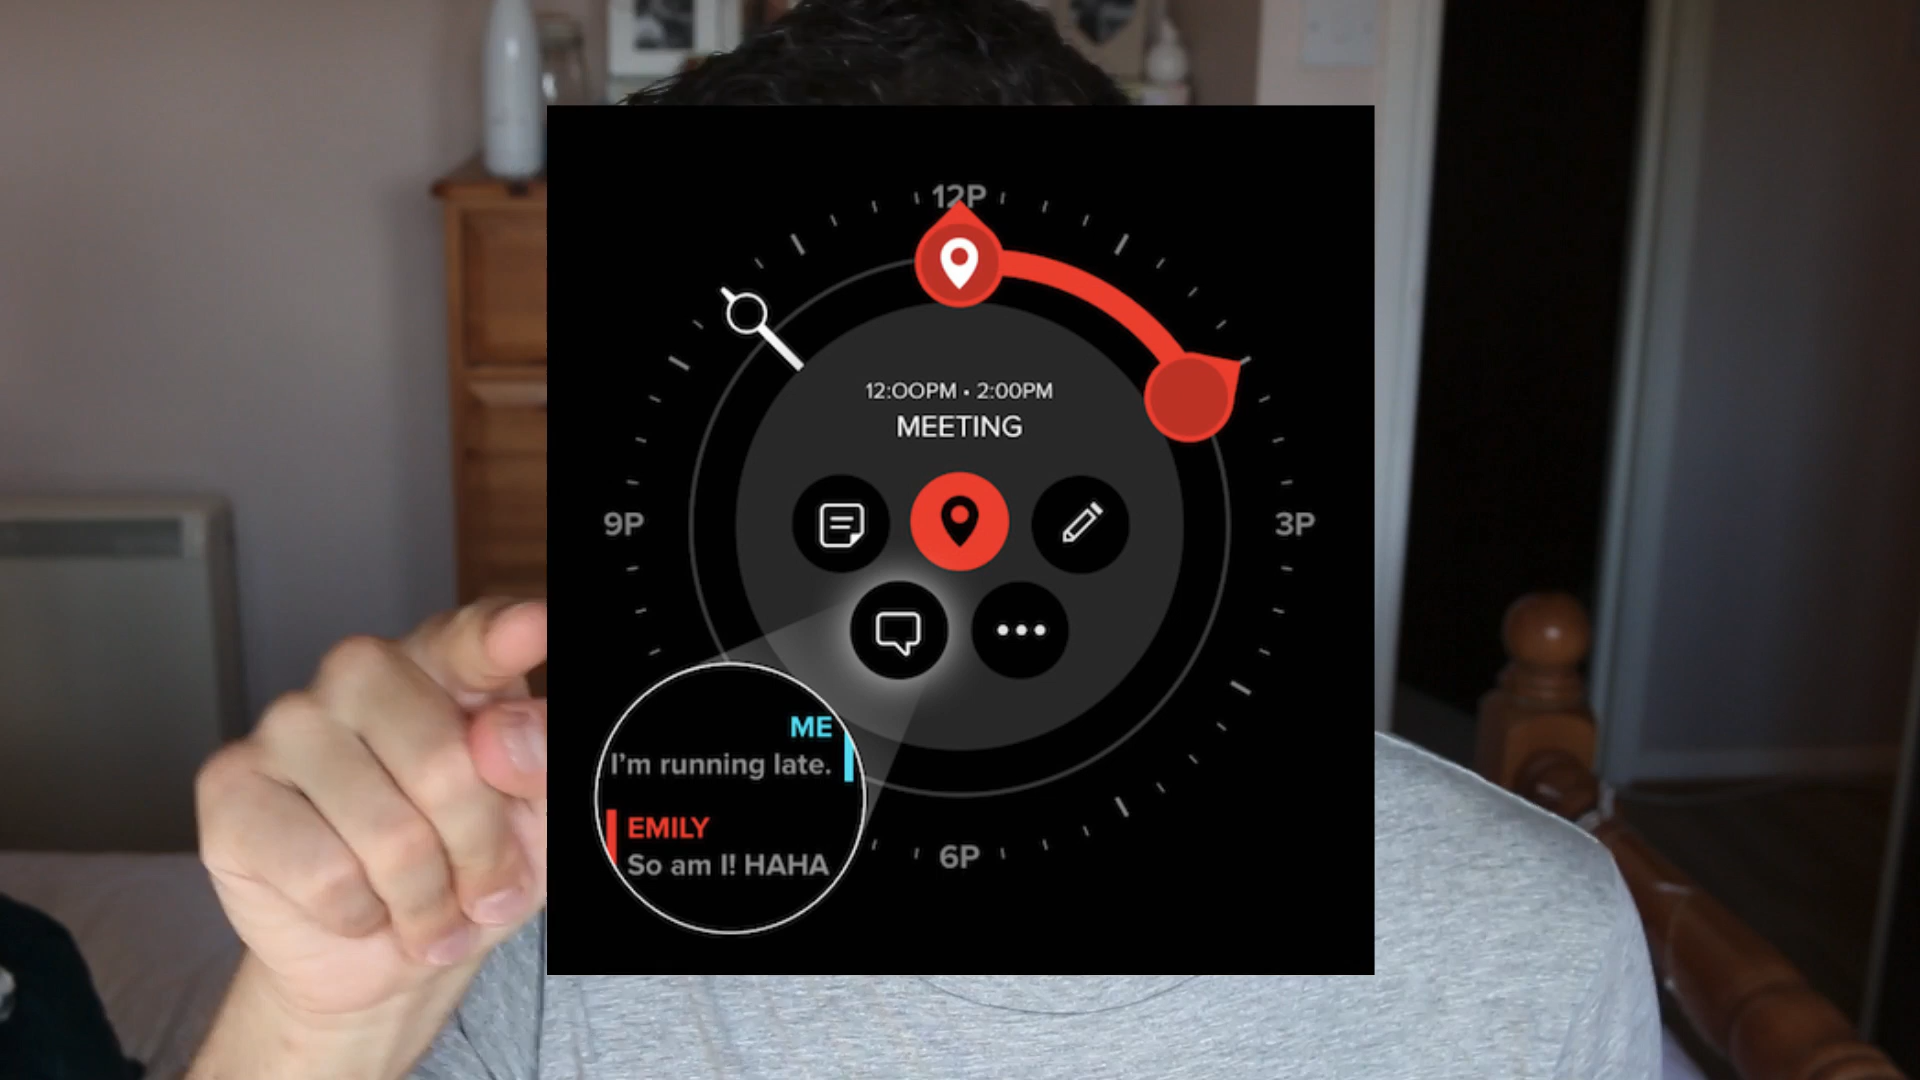 12P
12:00PM • 2:00PM
MEETING
9P
3P
ME
I'm running late.
EMILY
So am I! HAHA
6P